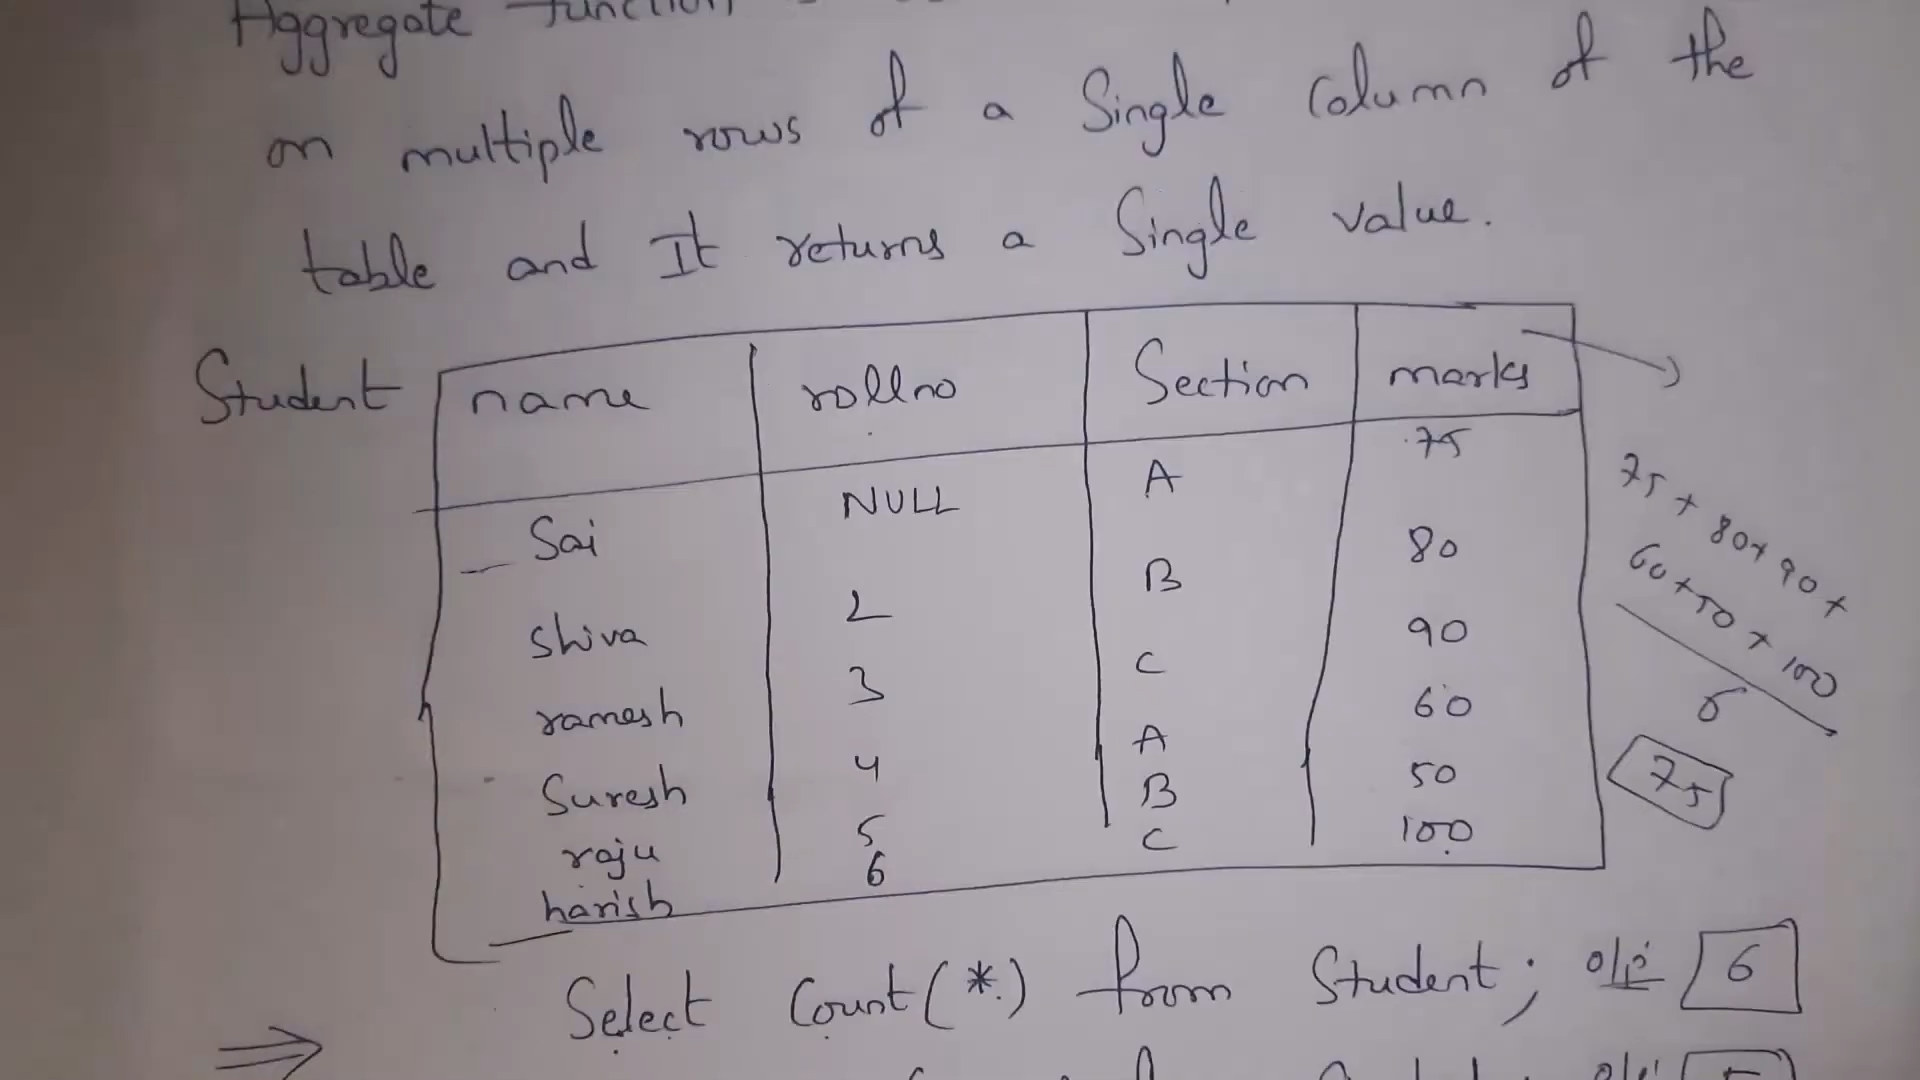 Aggregate function
on multiple rows of a Single Column of the
table and It returns a Single value.
Student name rollno Section marks
Sai NULL A 75
shiva 2 B 80
ramesh 3 C 90
Suresh 4 A 60
raju 5 B 50
harish 6 C 100
75 + 80 + 90 +
60 + 50 + 100
6
75
Select Count(*) from Student; o/p: 6